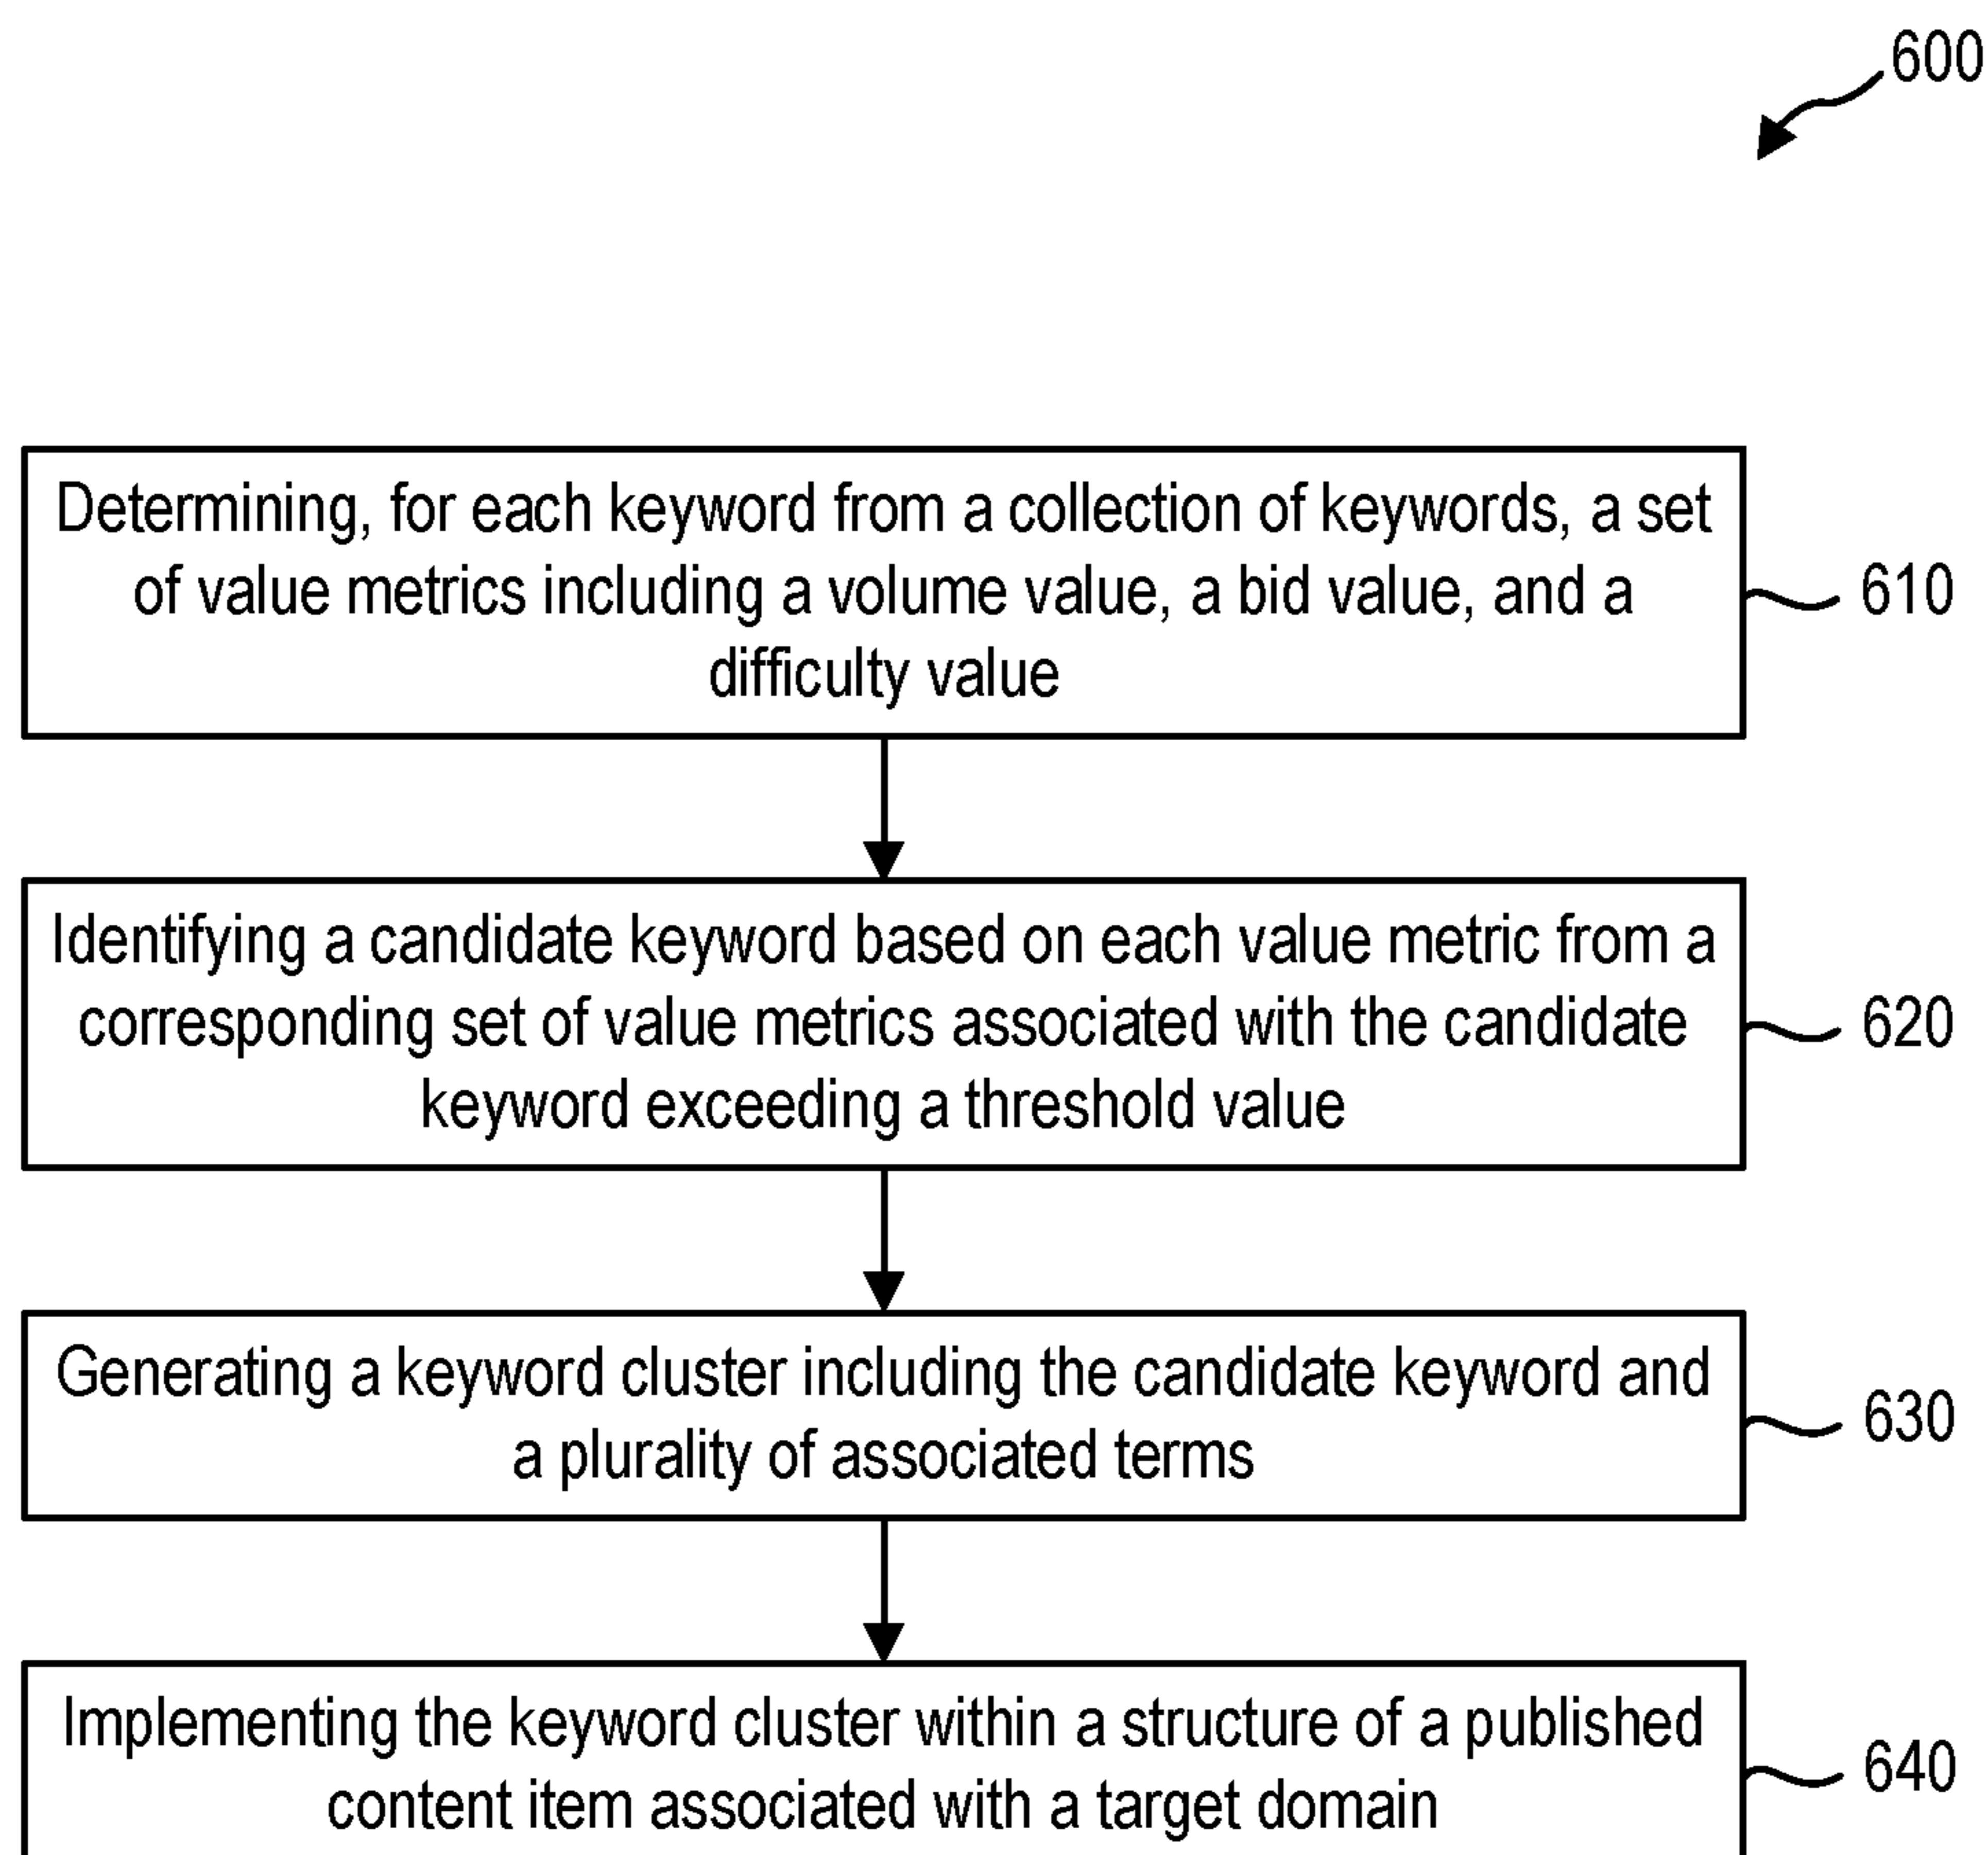 600
Determining, for each keyword from a collection of keywords, a set
of value metrics including a volume value, a bid value, and a
difficulty value
610
Identifying a candidate keyword based on each value metric from a
corresponding set of value metrics associated with the candidate
keyword exceeding a threshold value
620
Generating a keyword cluster including the candidate keyword and
a plurality of associated terms
630
Implementing the keyword cluster within a structure of a published
content item associated with a target domain
640